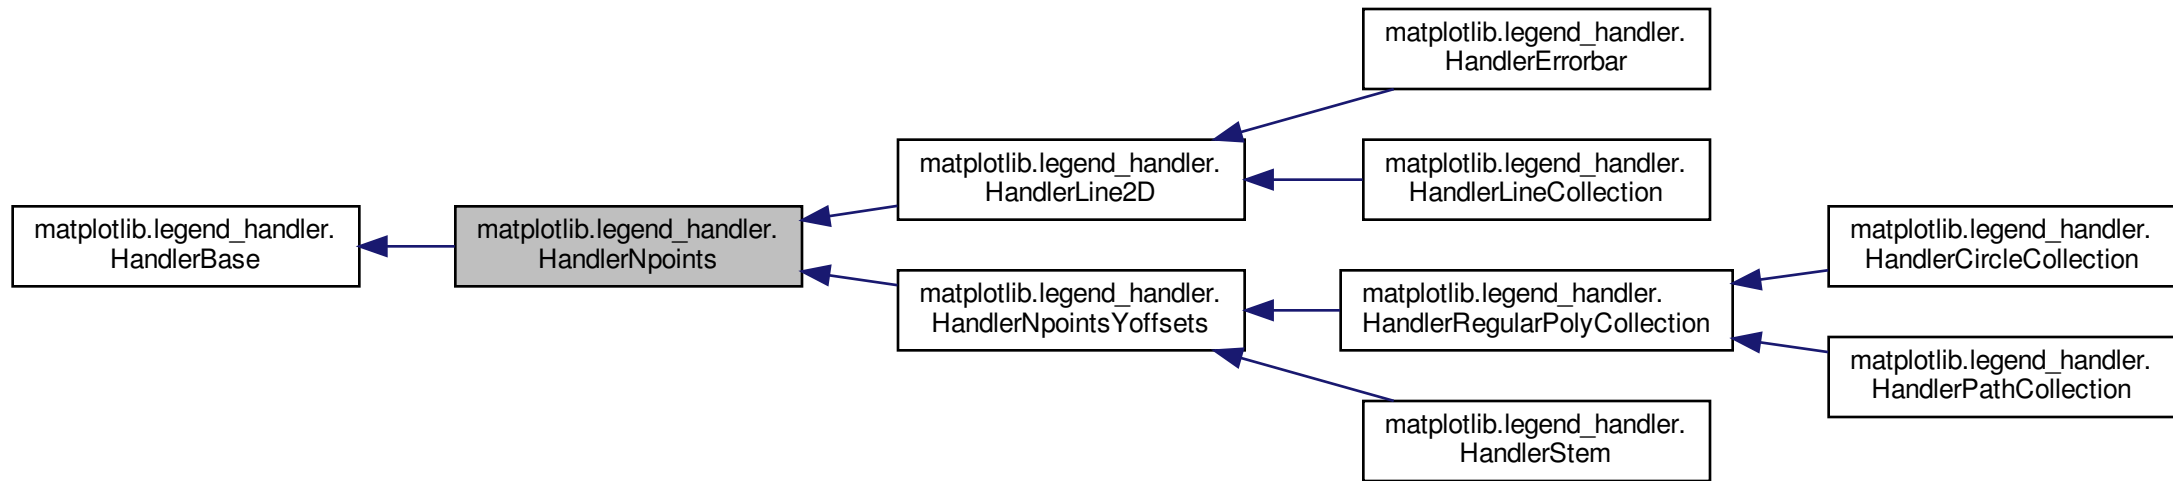 matplotlib.legend_handler.
HandlerBase
matplotlib.legend_handler.
HandlerNpoints
matplotlib.legend_handler.
HandlerLine2D
matplotlib.legend_handler.
HandlerNpointsYoffsets
matplotlib.legend_handler.
HandlerErrorbar
matplotlib.legend_handler.
HandlerLineCollection
matplotlib.legend_handler.
HandlerRegularPolyCollection
matplotlib.legend_handler.
HandlerStem
matplotlib.legend_handler.
HandlerCircleCollection
matplotlib.legend_handler.
HandlerPathCollection